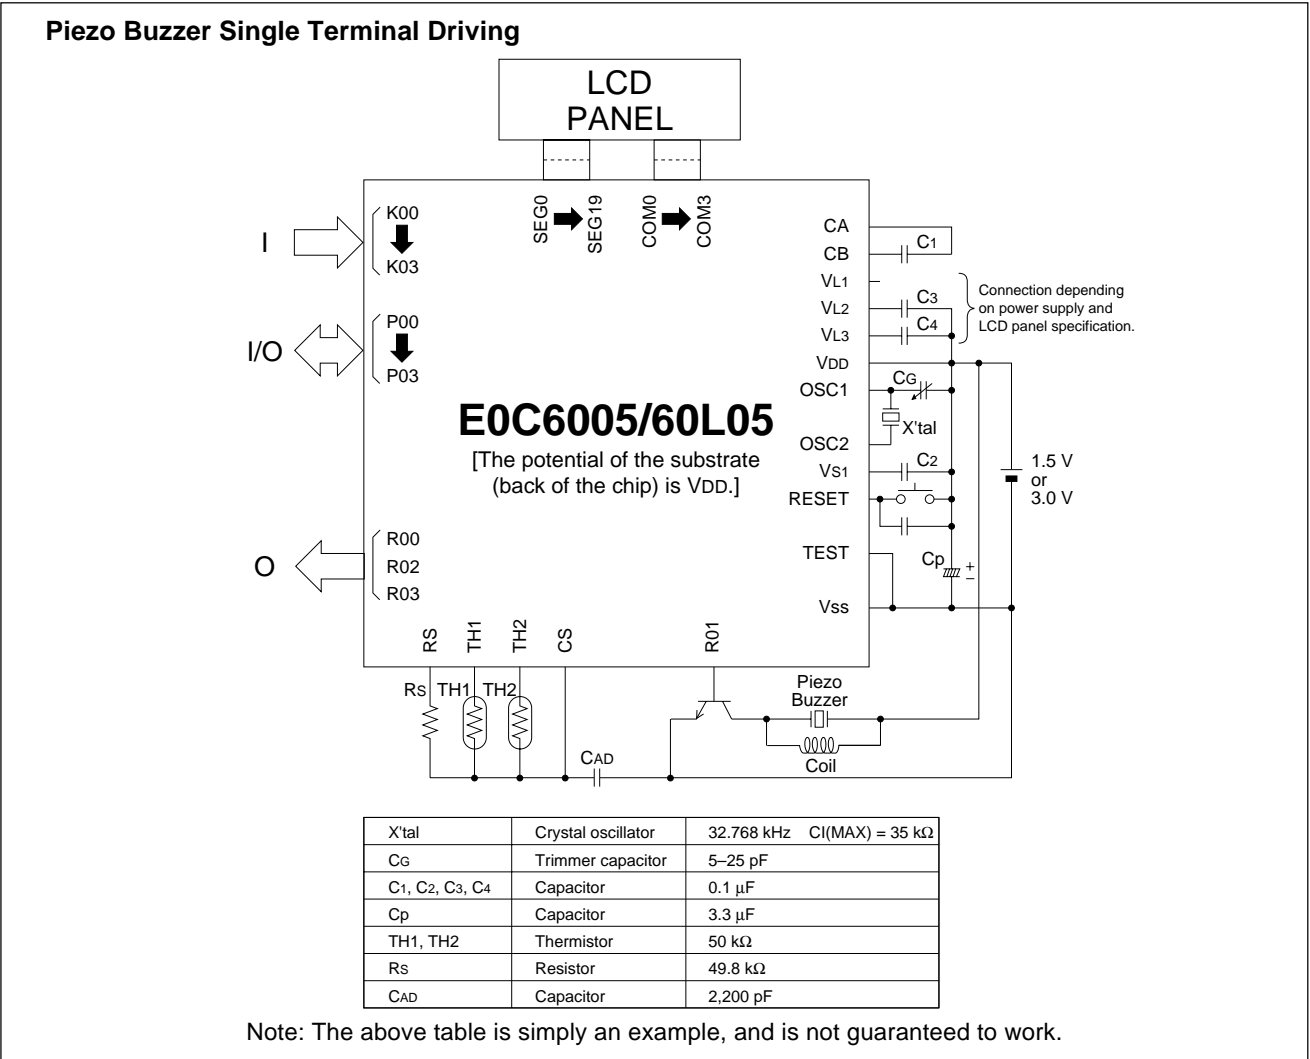 Piezo Buzzer Single Terminal Driving
LCD
PANEL
SEG0
SEG19
COM0
COM3
I
K00
K03
I/O
P00
P03
O
R00
R02
R03
E0C6005/60L05
[The potential of the substrate
(back of the chip) is VDD.]
CA
CB
VL1
VL2
VL3
VDD
OSC1
OSC2
VS1
RESET
TEST
Vss
C1
C3
C4
CG
X'tal
C2
Cp
+
–
Connection depending
on power supply and
LCD panel specification.
1.5 V
or
3.0 V
RS
TH1
TH2
CS
R01
Rs
TH1
TH2
CAD
Piezo
Buzzer
Coil
X'tal Crystal oscillator 32.768 kHz CI(MAX) = 35 kΩ
CG Trimmer capacitor 5–25 pF
C1, C2, C3, C4 Capacitor 0.1 µF
Cp Capacitor 3.3 µF
TH1, TH2 Thermistor 50 kΩ
Rs Resistor 49.8 kΩ
CAD Capacitor 2,200 pF
Note: The above table is simply an example, and is not guaranteed to work.